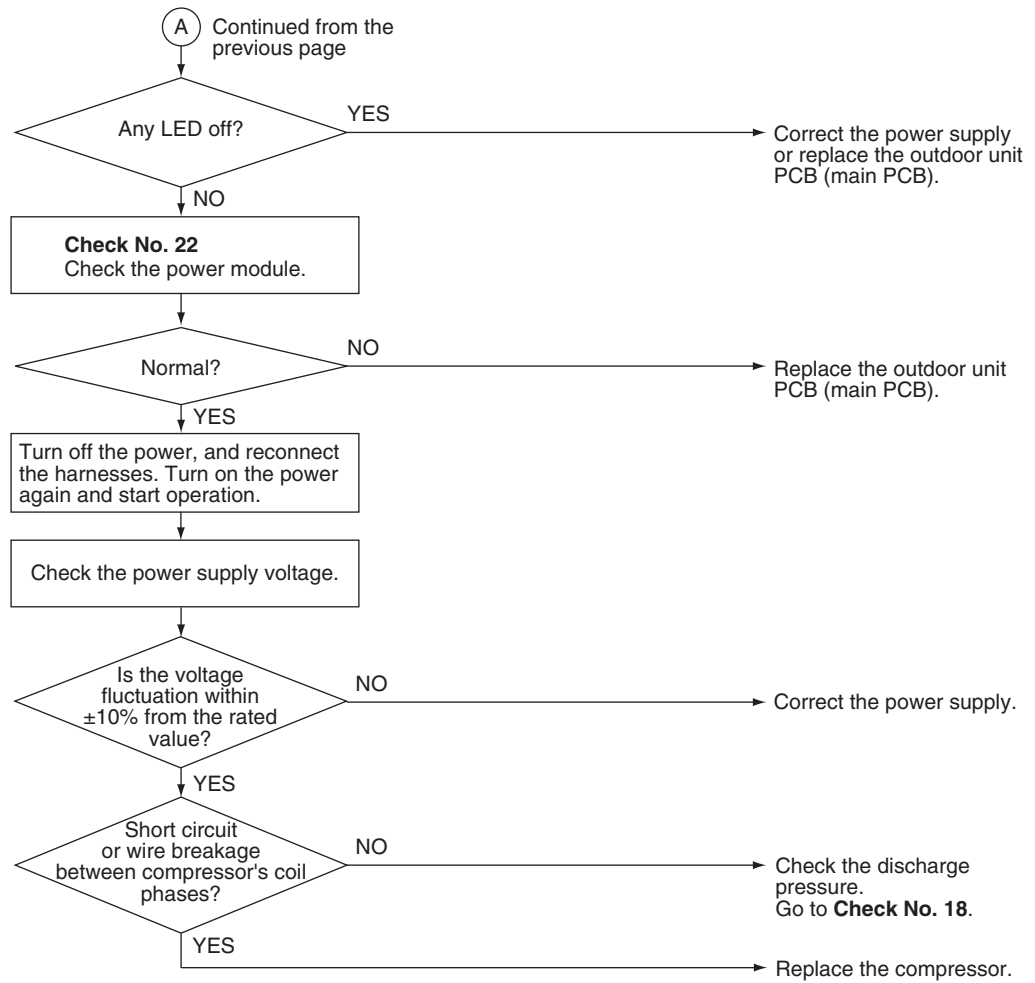 A
Continued from the
previous page
Any LED off?
YES
Correct the power supply
or replace the outdoor unit
PCB (main PCB).
NO
Check No. 22
Check the power module.
Normal?
NO
Replace the outdoor unit
PCB (main PCB).
YES
Turn off the power, and reconnect
the harnesses. Turn on the power
again and start operation.
Check the power supply voltage.
Is the voltage
fluctuation within
±10% from the rated
value?
NO
Correct the power supply.
YES
Short circuit
or wire breakage
between compressor's coil
phases?
NO
Check the discharge
pressure.
Go to Check No. 18.
YES
Replace the compressor.